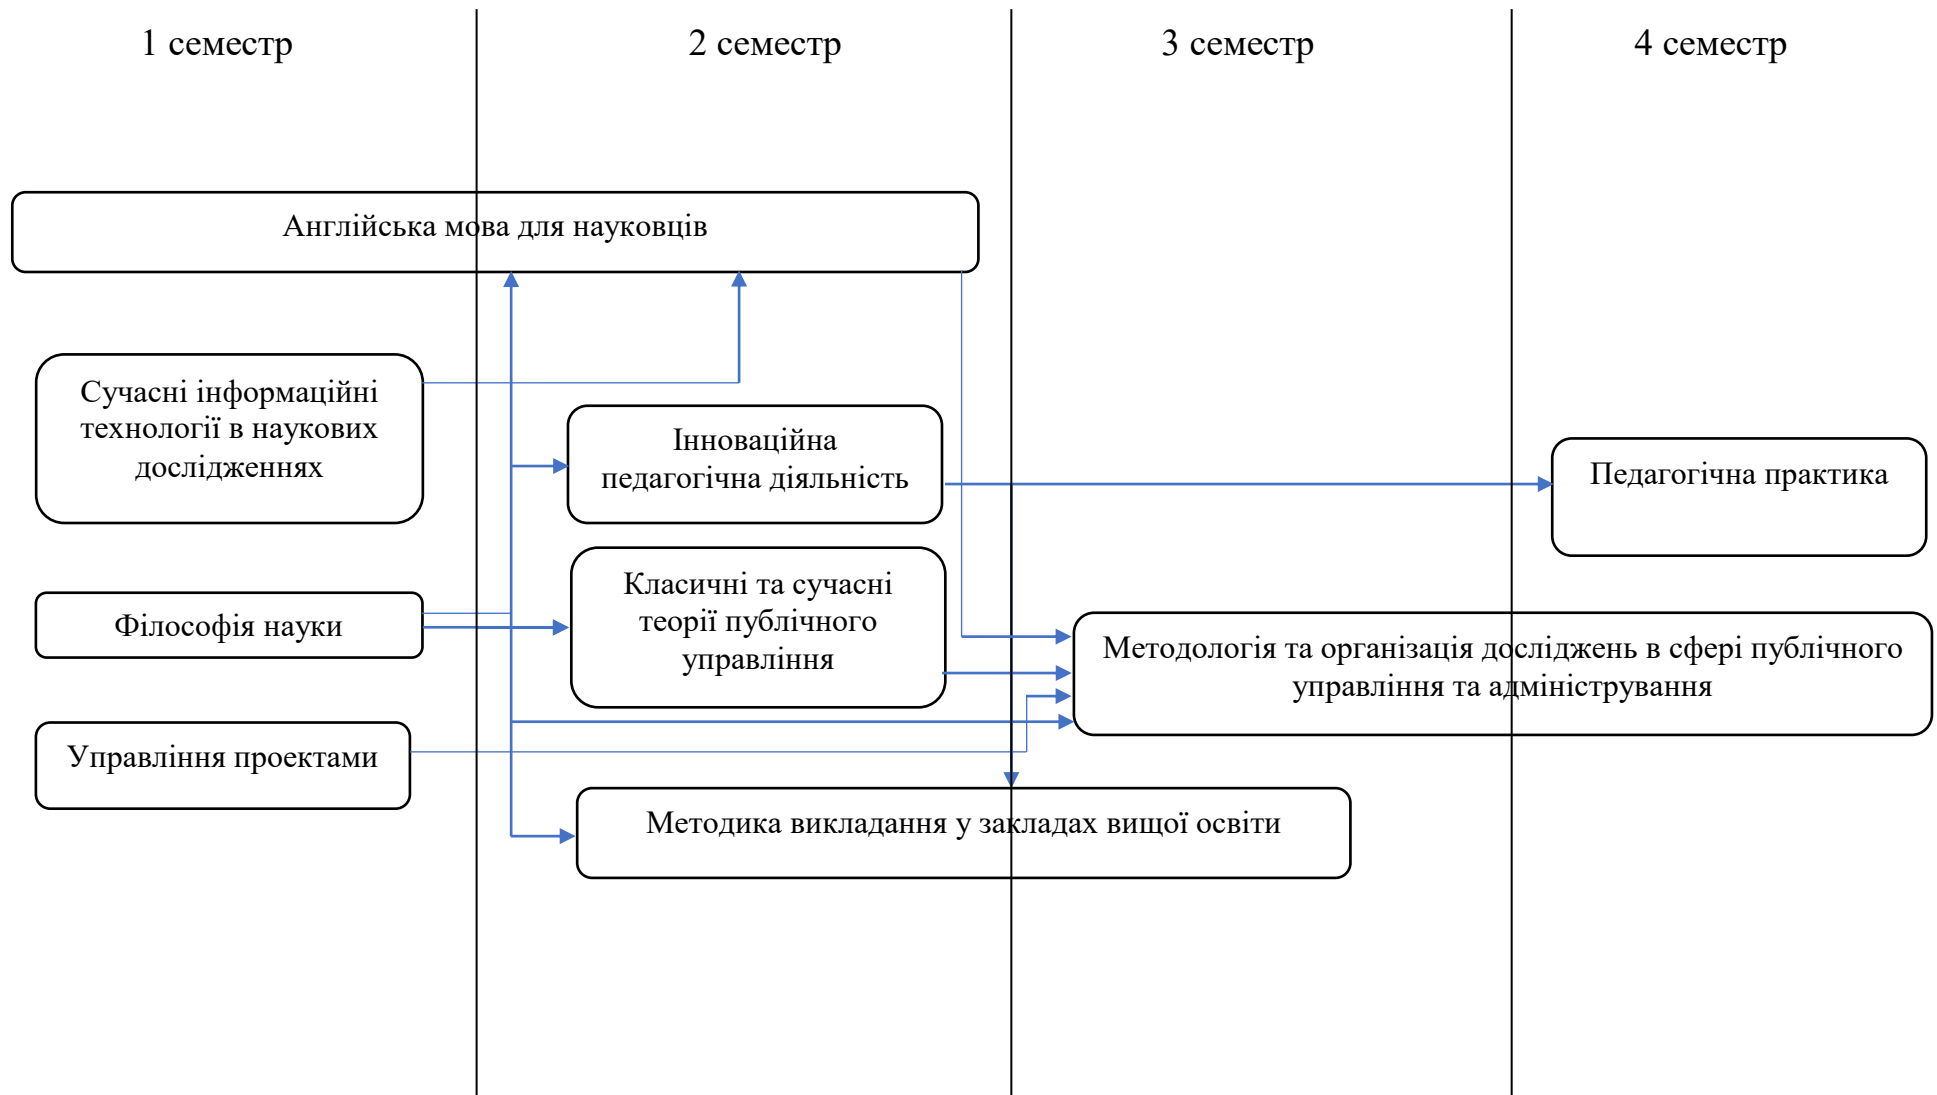 1 семестр
2 семестр
3 семестр
4 семестр
Англійська мова для науковців
Сучасні інформаційні
технології в наукових
дослідженнях
Інноваційна
педагогічна діяльність
Педагогічна практика
Класичні та сучасні
теорії публічного
управління
Філософія науки
Методологія та організація досліджень в сфері публічного
управління та адміністрування
Управління проектами
Методика викладання у закладах вищої освіти